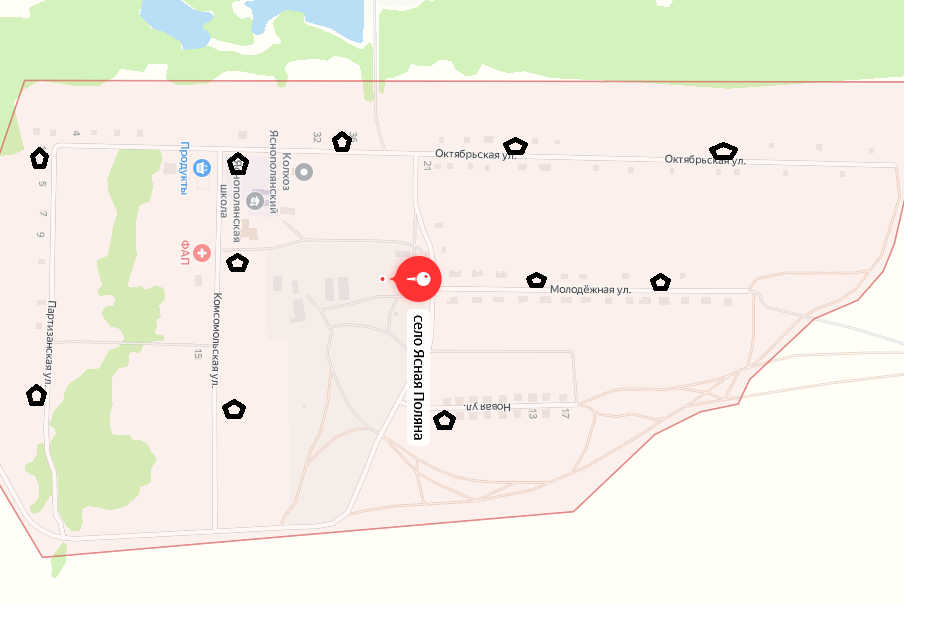 4
32
36
Продукты
Колхоз
Яснополянский
Яснополянская
школа
Октябрьская ул.
Октябрьская ул.
21
5
7
9
ФАП
Молодёжная ул.
Партизанская ул.
Комсомольская ул.
15
село Ясная Поляна
Новая ул.
13
17